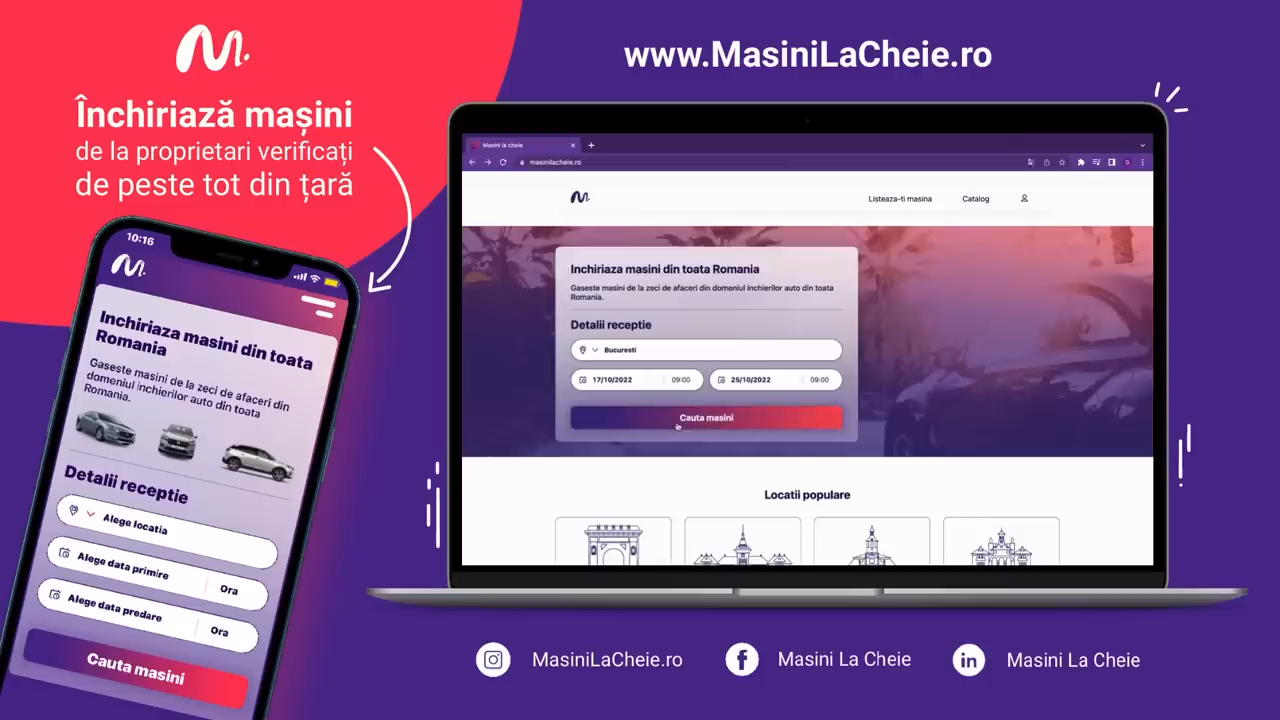 M.
Închiriază mașini
de la proprietari verificați
de peste tot din țară
10:16
M.
Inchiriaza masini din toata
Romania
Gaseste masini de la zeci de afaceri din
domeniul inchierilor auto din toata
Romania.
Detalii receptie
Alege locatia
Alege data primire
Ora
Alege data predare
Ora
Cauta masini
www.MasiniLaCheie.ro
Masini la cheie
masinilacheie.ro
G
M.
Listeaza-ti masina
Catalog
Inchiriaza masini din toata Romania
Gaseste masini de la zeci de afaceri din domeniul inchierilor auto din toata
Romania.
Detalii receptie
Bucuresti
17/10/2022
09:00
25/10/2022
09:00
Cauta masini
Locatii populare
MasiniLaCheie.ro
f
Masini La Cheie
in
Masini La Cheie